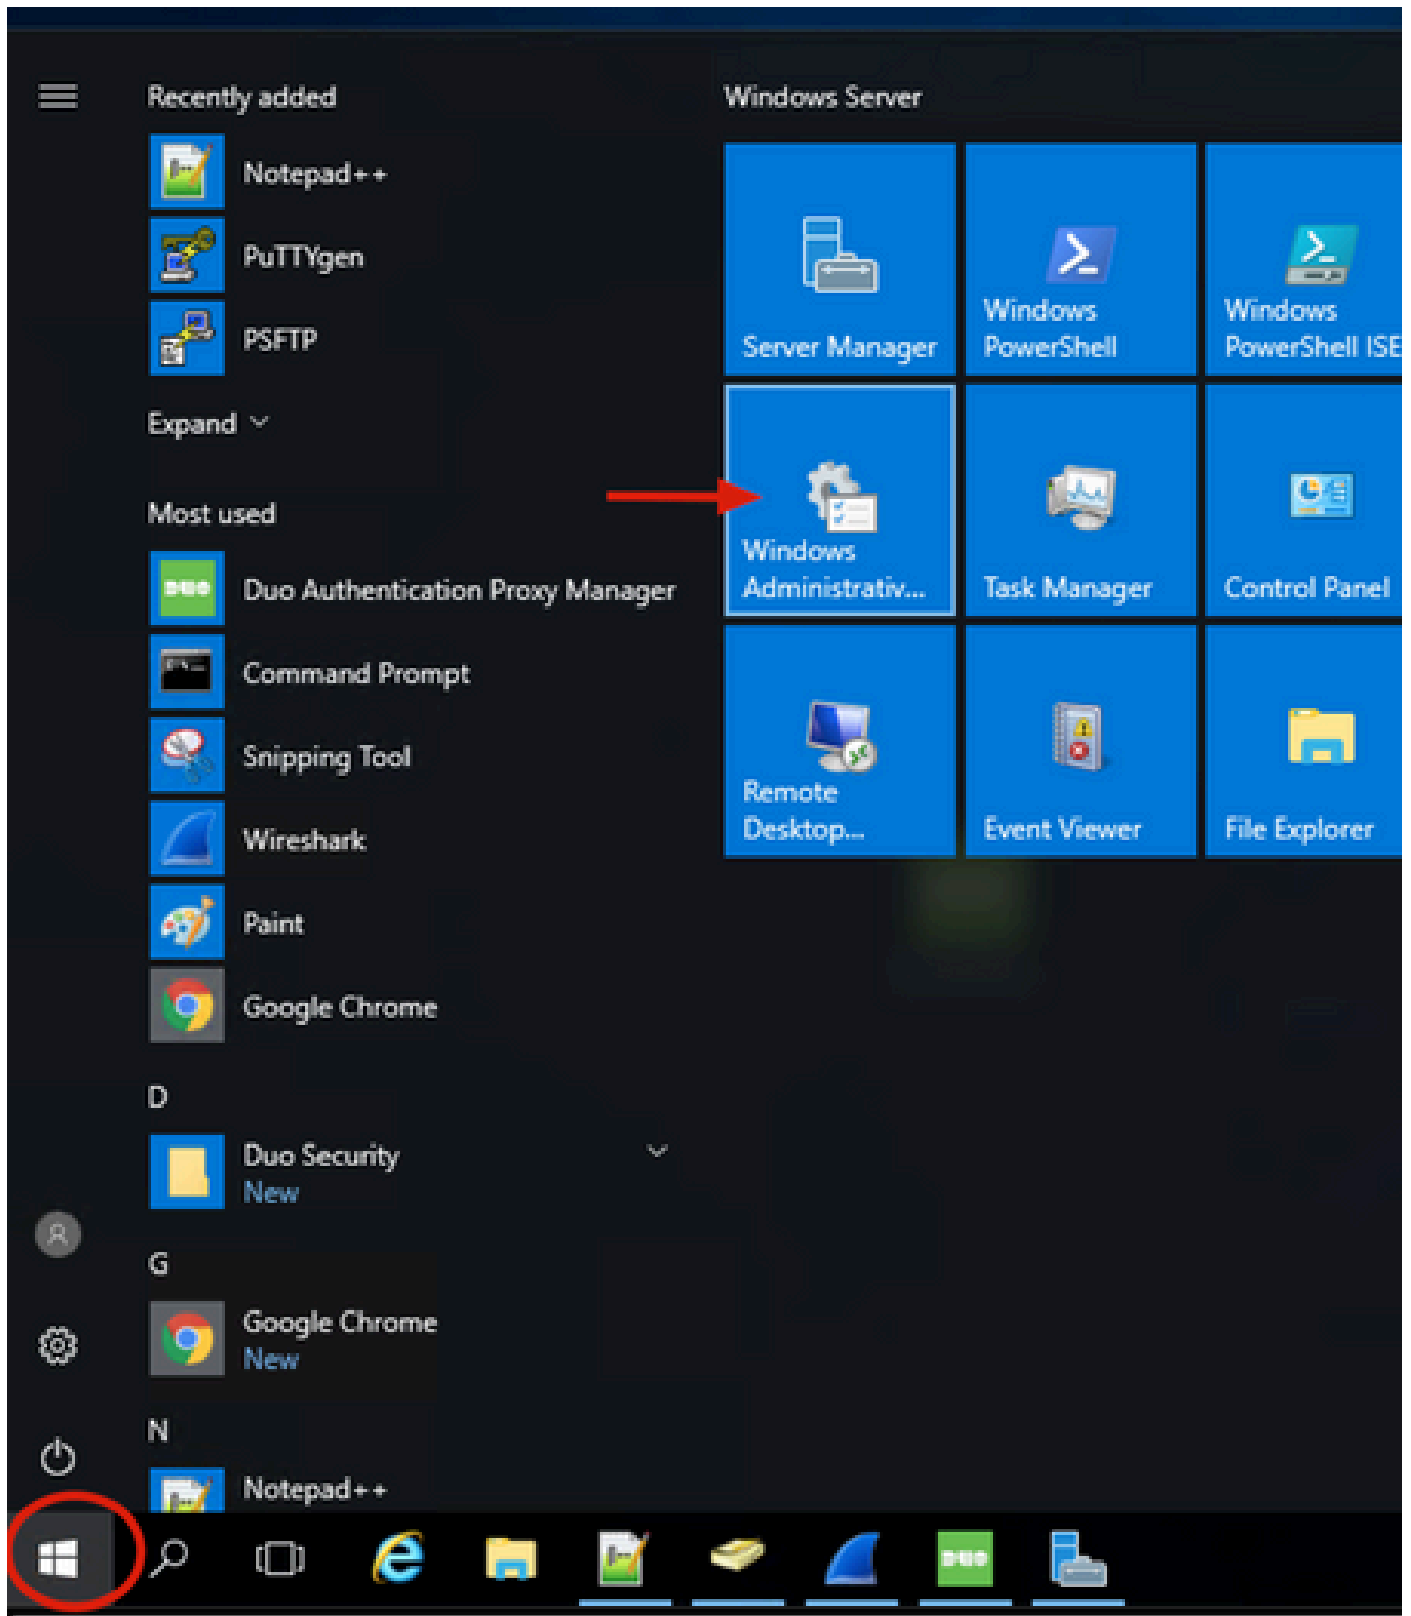 Recently added
Notepad++
PuTTYgen
PSFTP
Expand
Most used
DUO
Duo Authentication Proxy Manager
Command Prompt
Snipping Tool
Wireshark
Paint
Google Chrome
D
Duo Security
New
G
Google Chrome
New
N
Notepad++
Windows Server
Server Manager
Windows
PowerShell
Windows
PowerShell ISE
Windows
Administrativ...
Task Manager
Control Panel
Remote
Desktop...
Event Viewer
File Explorer
DUO